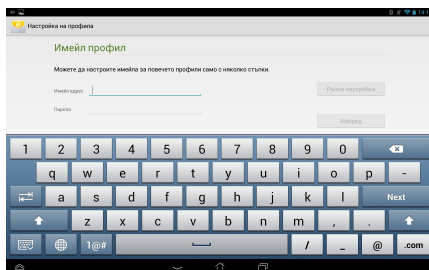 Настройка на профила
Имейл профил
Можете да настроите имейла за повечето профили само с няколко стъпки.
Имейл адрес
Ръчни настройка
Парола
Напред
1 2 3 4 5 6 7 8 9 0
q w e r t y u i o p -
a s d f g h j k l Next
z x c v b n m , .
1@# / _ @ .com